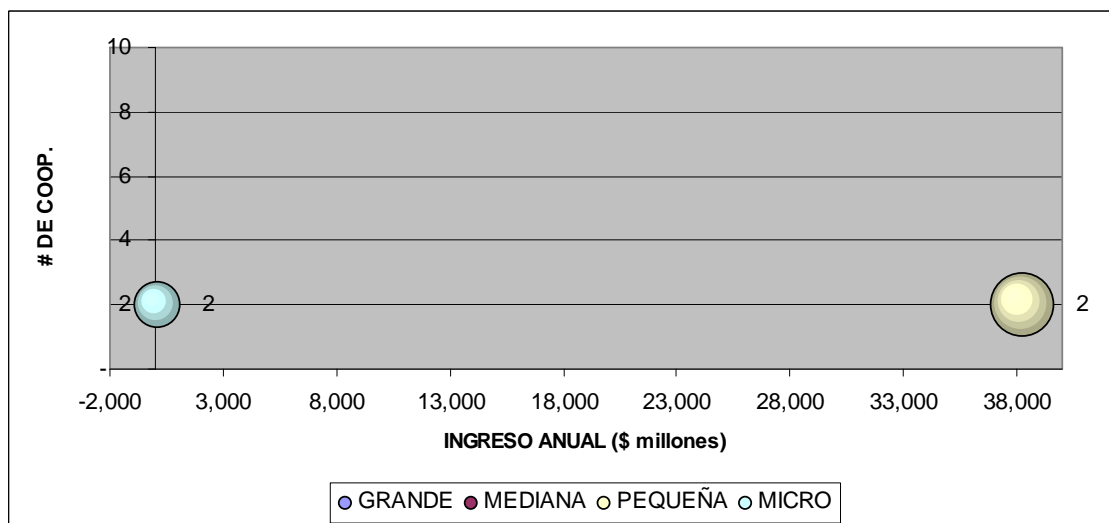 10
8
6
4
2
-
# DE COOP.
2
2
-2,000 3,000 8,000 13,000 18,000 23,000 28,000 33,000 38,000
INGRESO ANUAL ($ millones)
GRANDE MEDIANA PEQUEÑA MICRO